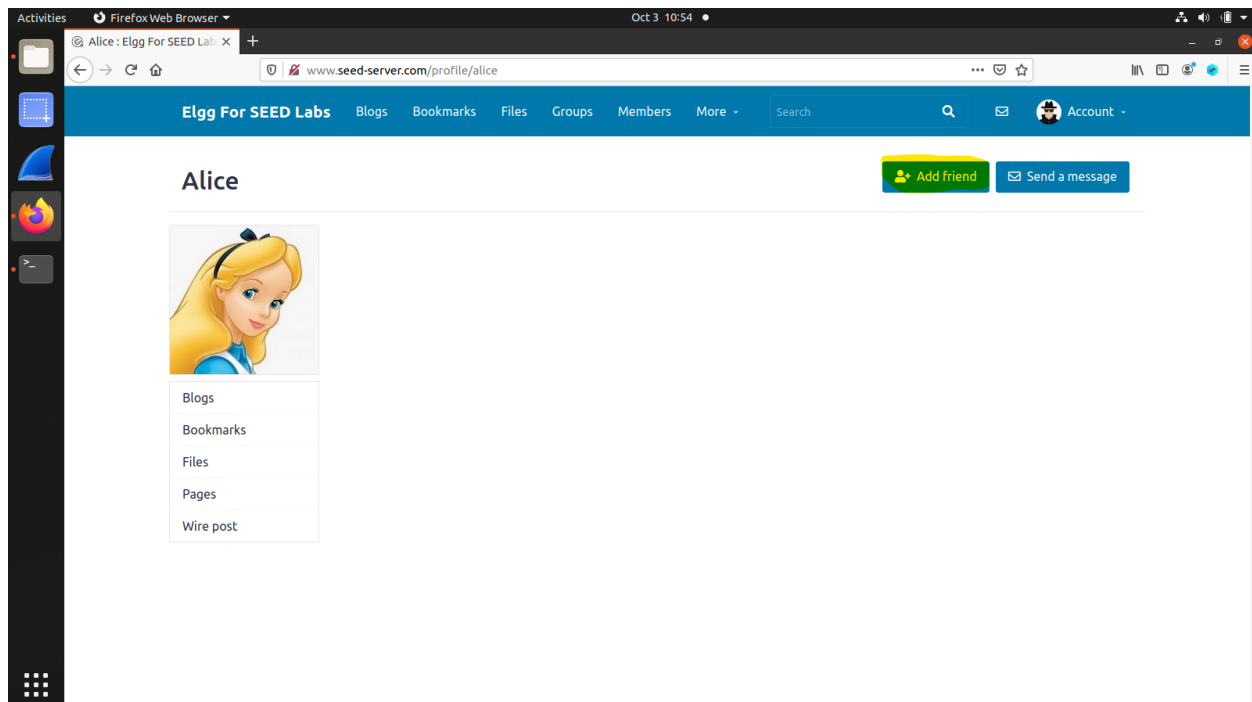 Activities Firefox Web Browser Oct 3 10:54
Alice : Elgg For SEED Lab
www.seed-server.com/profile/alice
Elgg For SEED Labs Blogs Bookmarks Files Groups Members More Search Account
Alice Add friend Send a message
Blogs
Bookmarks
Files
Pages
Wire post